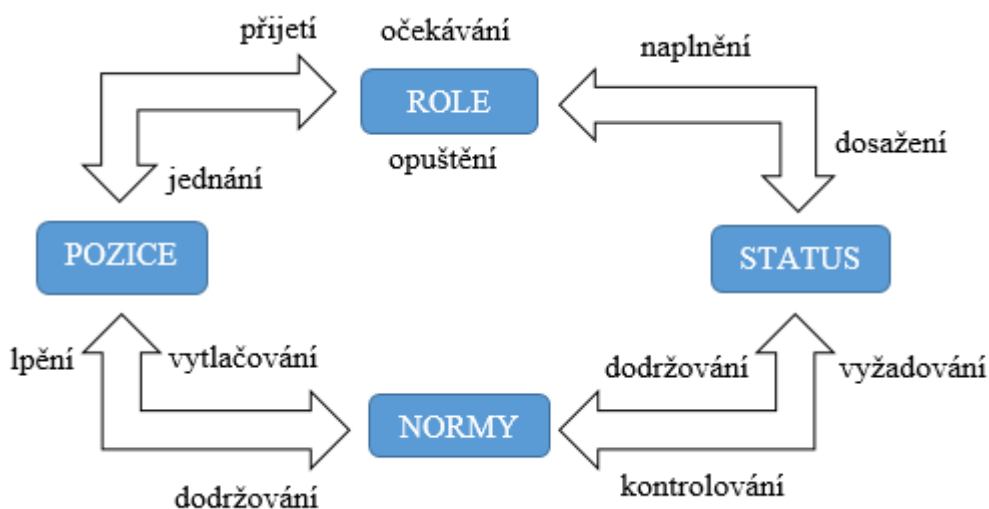 přijetí
očekávání
naplnění
ROLE
opuštění
dosažení
jednání
POZICE
STATUS
lpění
vytlačování
dodržování
vyžadování
NORMY
dodržování
kontrolování